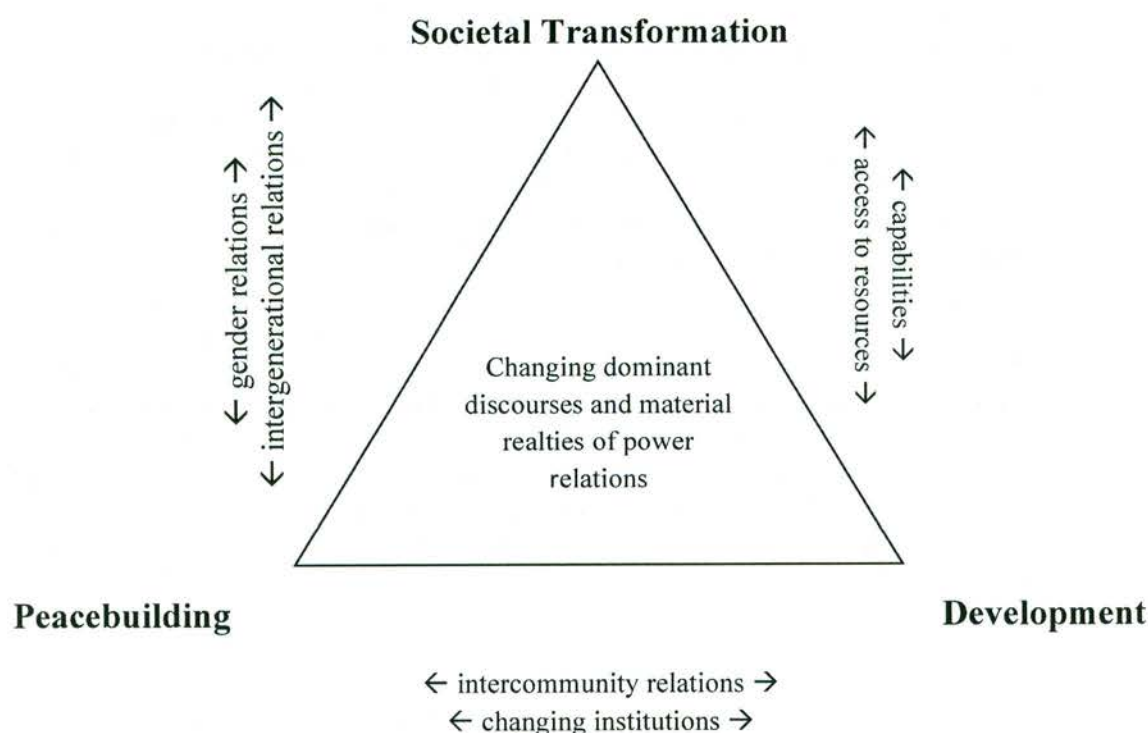 Societal Transformation
← gender relations →
← intergenerational relations →
← access to resources →
← capabilities →
Changing dominant
discourses and material
realties of power
relations
Peacebuilding
Development
← intercommunity relations →
← changing institutions →